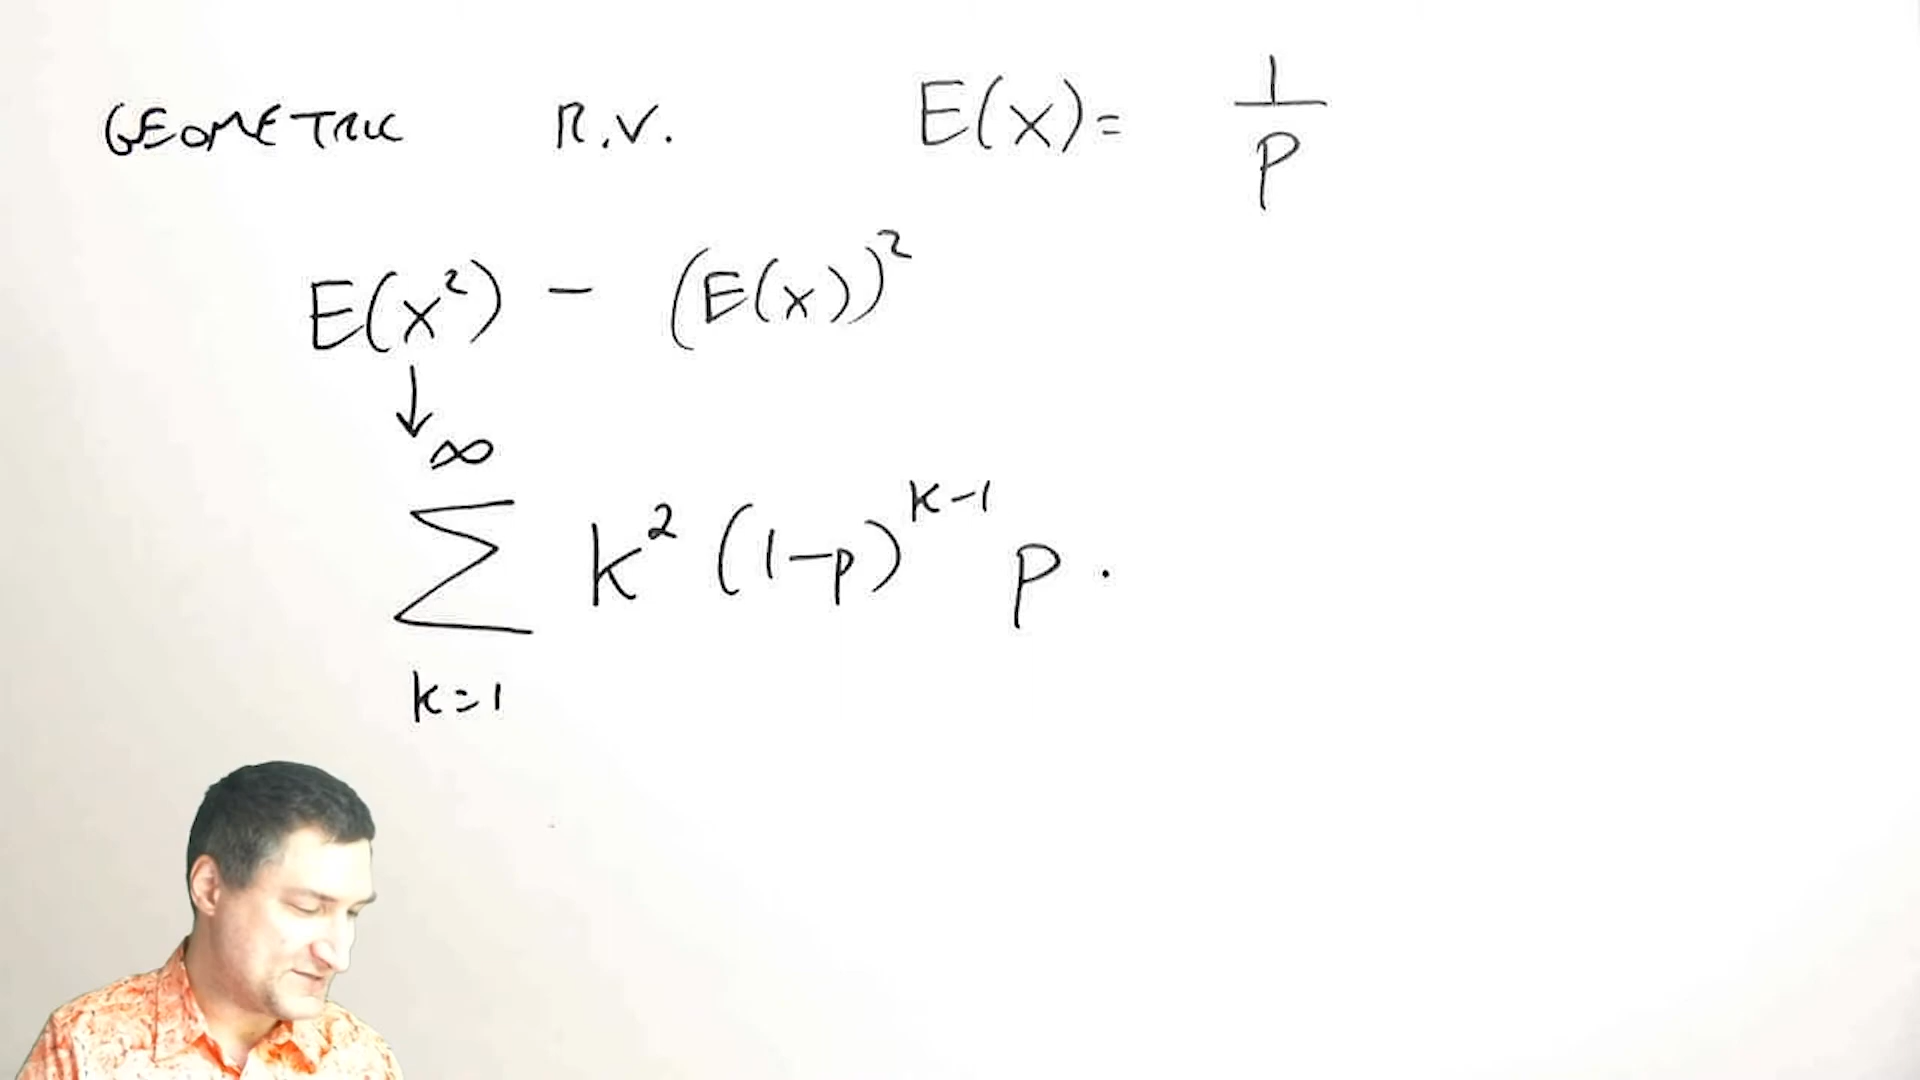 GEOMETRIC R.V. E(x) = 1/p
E(x²) – (E(x))²
↓
∞
∑ k² (1-p)^{k-1} p .
k=1